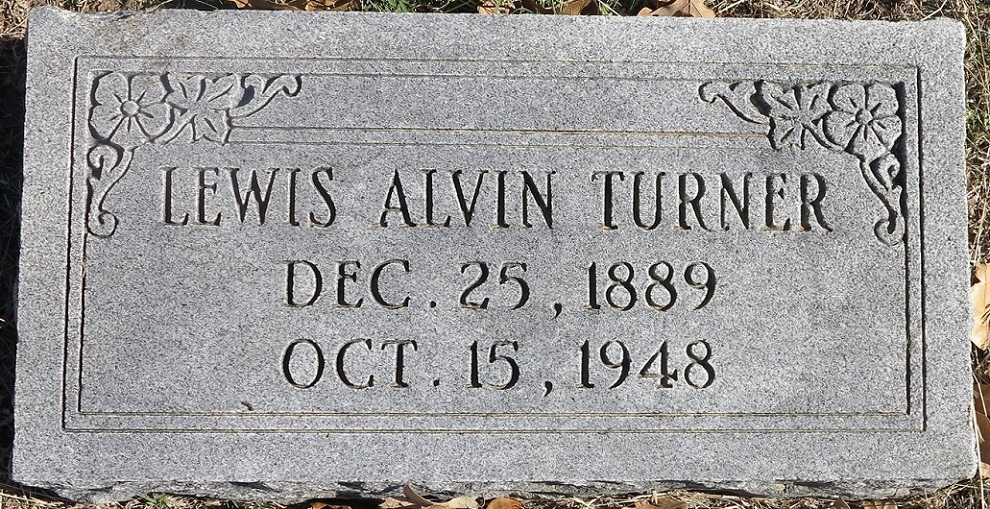 LEWIS ALVIN TURNER
DEC. 25, 1889
OCT. 15, 1948